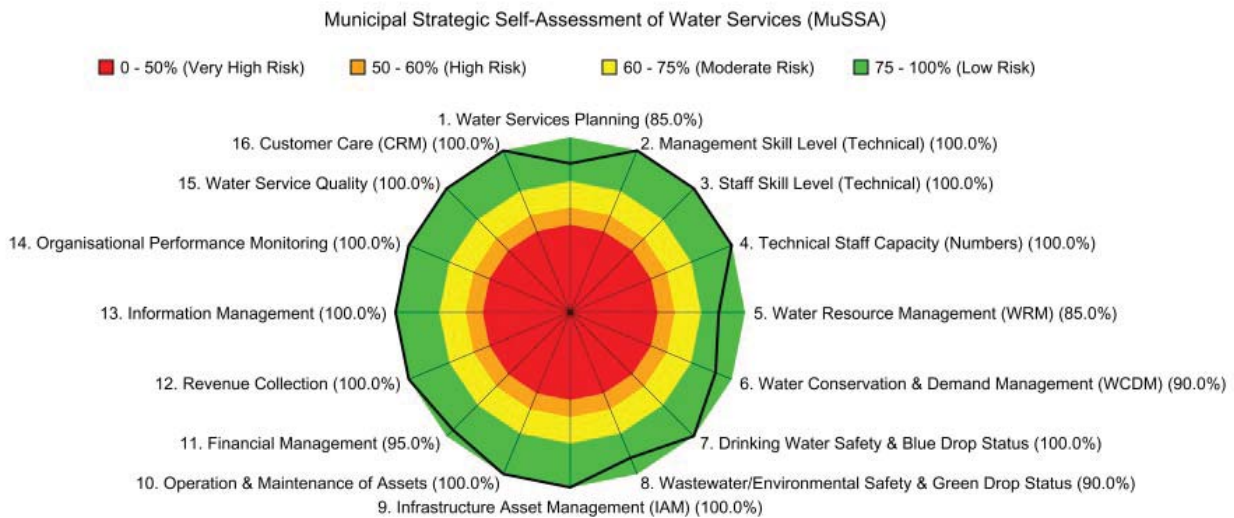 Municipal Strategic Self-Assessment of Water Services (MuSSA)
0 - 50% (Very High Risk)
50 - 60% (High Risk)
60 - 75% (Moderate Risk)
75 - 100% (Low Risk)
1. Water Services Planning (85.0%)
2. Management Skill Level (Technical) (100.0%)
3. Staff Skill Level (Technical) (100.0%)
4. Technical Staff Capacity (Numbers) (100.0%)
5. Water Resource Management (WRM) (85.0%)
6. Water Conservation & Demand Management (WCDM) (90.0%)
7. Drinking Water Safety & Blue Drop Status (100.0%)
8. Wastewater/Environmental Safety & Green Drop Status (90.0%)
9. Infrastructure Asset Management (IAM) (100.0%)
10. Operation & Maintenance of Assets (100.0%)
11. Financial Management (95.0%)
12. Revenue Collection (100.0%)
13. Information Management (100.0%)
14. Organisational Performance Monitoring (100.0%)
15. Water Service Quality (100.0%)
16. Customer Care (CRM) (100.0%)